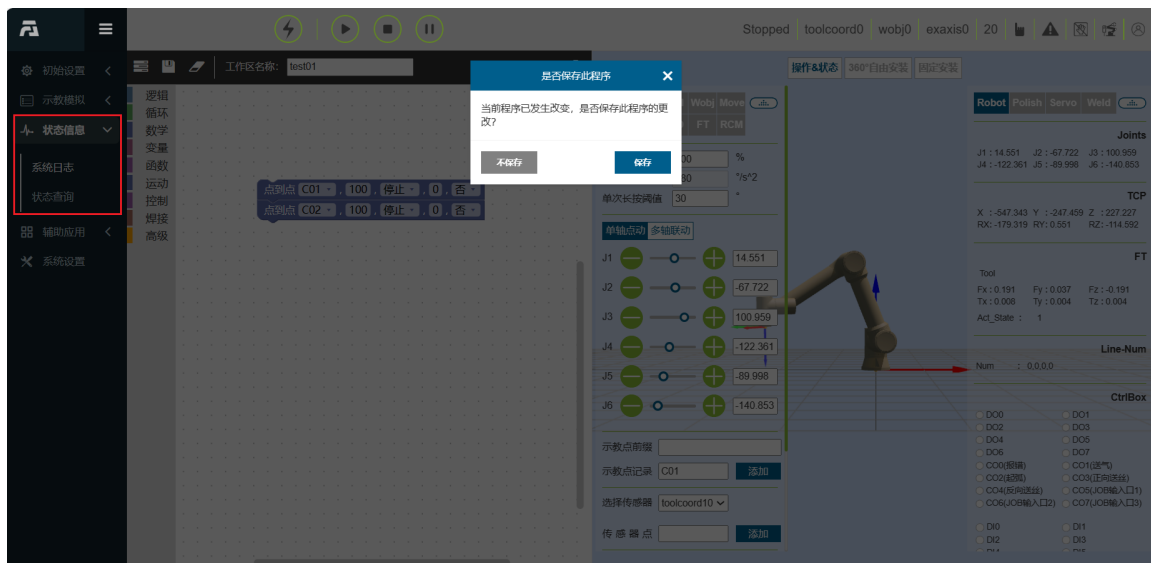 Stopped toolcoord0 wobj0 exaxis0 20
初始设置
示教模拟
状态信息
系统日志
状态查询
辅助应用
系统设置
工作区名称: test01
逻辑
循环
数学
变量
函数
运动
控制
焊接
高级
点到点 C01 , 100 , 停止 , 0 , 否
点到点 C02 , 100 , 停止 , 0 , 否
是否保存此程序
当前程序已发生改变，是否保存此程序的更
改?
不保存 保存
操作&状态 360°自由安装 固定安装
Wobj Move
FT RCM
%
°/s^2
单次长按阈值 30 °
单轴点动 多轴联动
J1 14.551
J2 -67.722
J3 100.959
J4 -122.361
J5 -89.998
J6 -140.853
示教点前缀
示教点记录 C01 添加
选择传感器 toolcoord10
传感器点 添加
Robot Polish Servo Weld
Joints
J1 : 14.551 J2 : -67.722 J3 : 100.959
J4 : -122.361 J5 : -89.998 J6 : -140.853
TCP
X : -547.343 Y : -247.459 Z : 227.227
RX: -179.319 RY: 0.551 RZ: -114.592
FT
Tool
Fx : 0.191 Fy : 0.037 Fz : -0.191
Tx : 0.008 Ty : 0.004 Tz : 0.004
Act_State : 1
Line-Num
Num : 0,0,0,0
CtrlBox
DO0 DO1
DO2 DO3
DO4 DO5
DO6 DO7
CO0(报错) CO1(送气)
CO2(起弧) CO3(正向送丝)
CO4(反向送丝) CO5(JOB输入口1)
CO6(JOB输入口2) CO7(JOB输入口3)
DI0 DI1
DI2 DI3